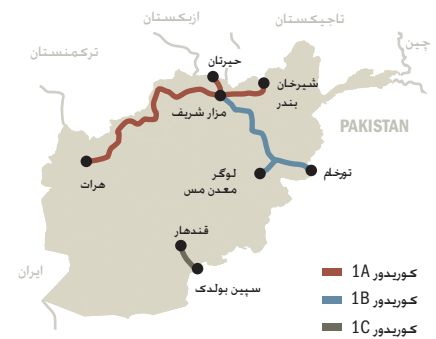 ازبکستان
تاجیکستان
چین
ترکمنستان
حیرتان
شیرخان
بندر
مزار شریف
PAKISTAN
لوگر
معدن مس
تورخام
هرات
قندهار
سپین بولدک
ایران
کوریدور 1A
کوریدور 1B
کوریدور 1C